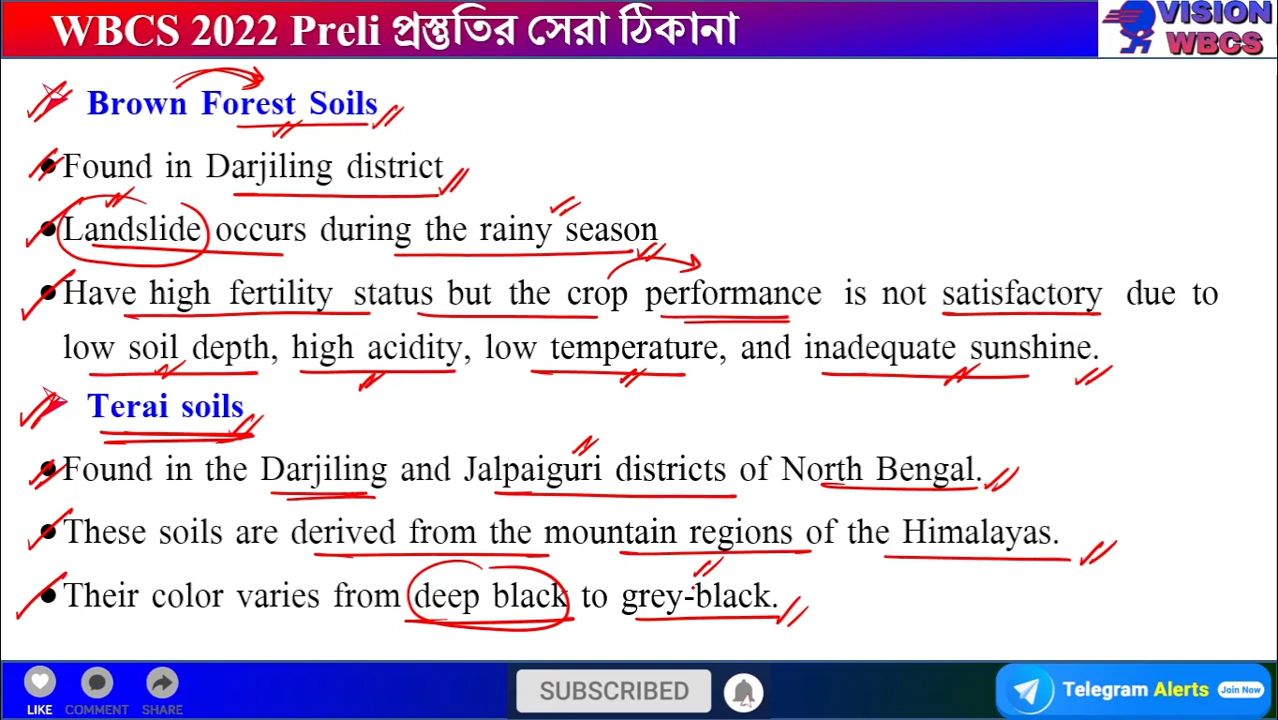 WBCS 2022 Preli প্রস্তুতির সেরা ঠিকানা
VISION
WBCS
Brown Forest Soils
Found in Darjiling district
Landslide occurs during the rainy season
Have high fertility status but the crop performance is not satisfactory due to
low soil depth, high acidity, low temperature, and inadequate sunshine.
Terai soils
Found in the Darjiling and Jalpaiguri districts of North Bengal.
These soils are derived from the mountain regions of the Himalayas.
Their color varies from deep black to grey-black.
LIKE COMMENT SHARE
SUBSCRIBED
Telegram Alerts Join Now